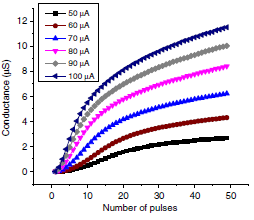 50 μA
60 μA
70 μA
80 μA
90 μA
100 μA
12
10
8
6
4
2
0
Conductance (μS)
0 10 20 30 40 50
Number of pulses